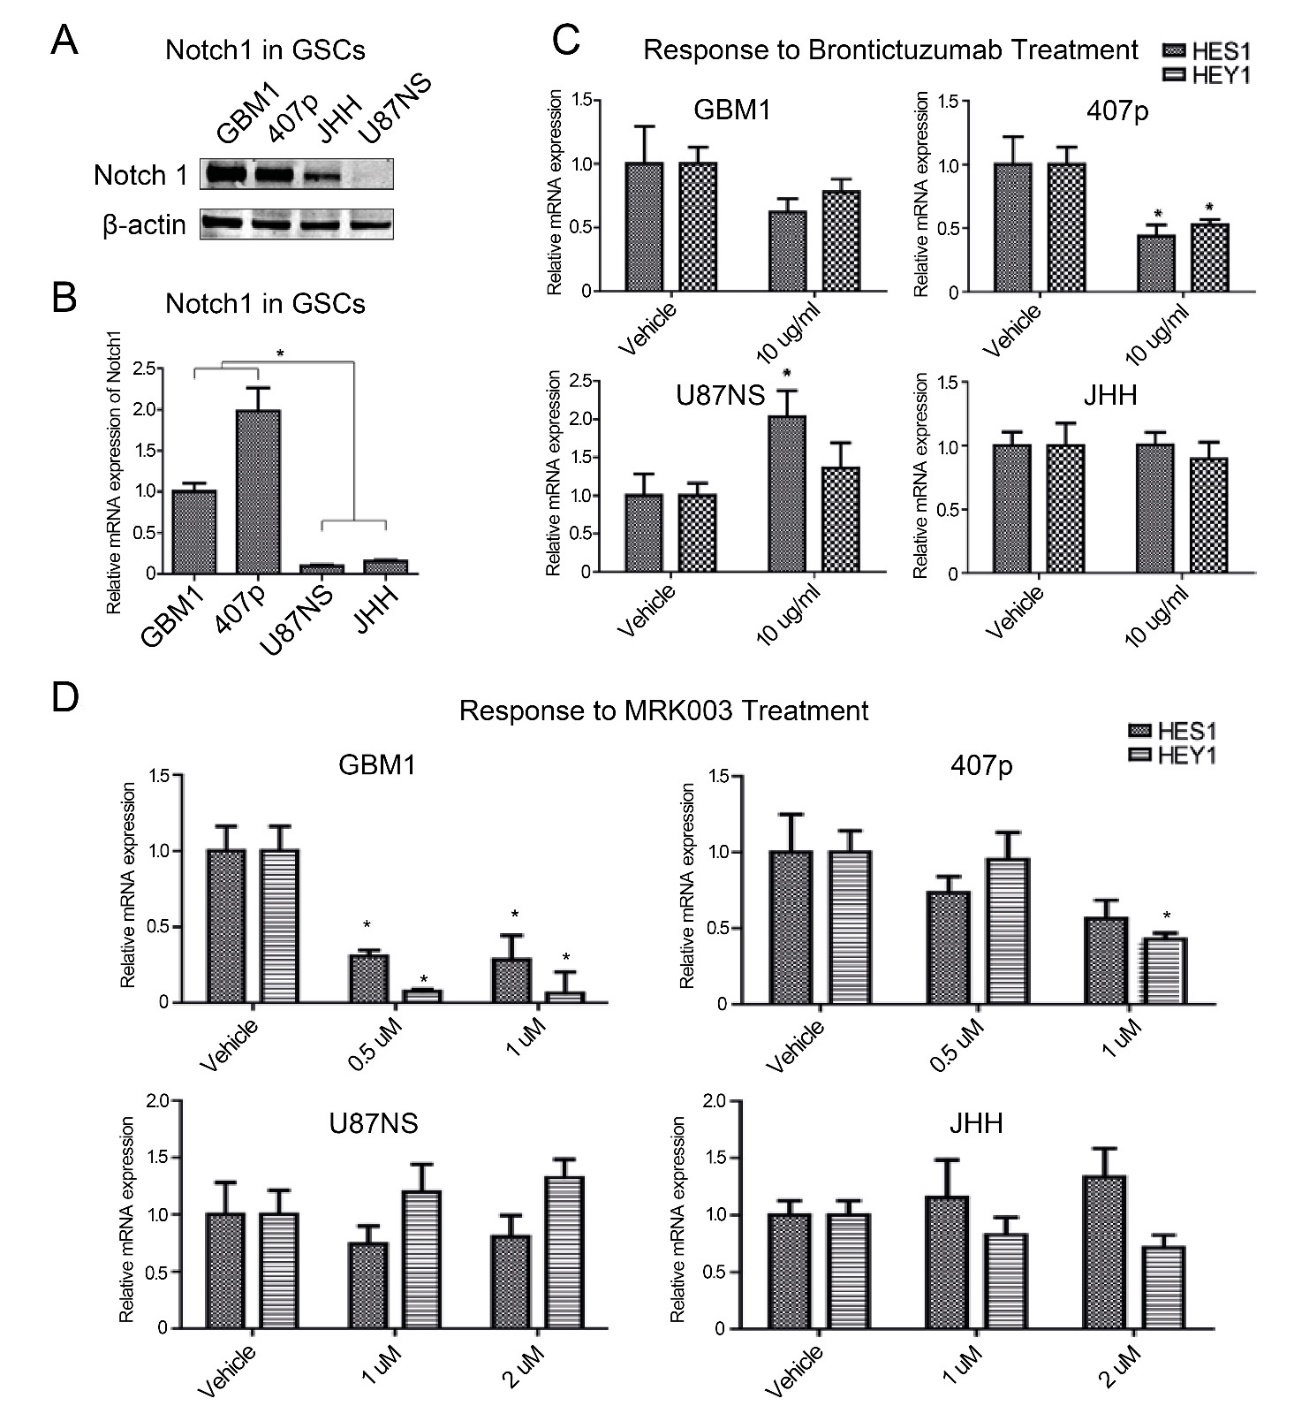 A
Notch1 in GSCs
GBM1
407p
JHH
U87NS
Notch 1
β-actin
B
Notch1 in GSCs
Relative mRNA expression of Notch1
2.5
2.0
1.5
1.0
0.5
0
*
GBM1
407p
U87NS
JHH
C
Response to Brontictuzumab Treatment
HES1
HEY1
GBM1
Relative mRNA expression
1.5
1.0
0.5
0
Vehicle
10 ug/ml
407p
Relative mRNA expression
1.5
1.0
0.5
0
*
*
Vehicle
10 ug/ml
U87NS
Relative mRNA expression
2.5
2.0
1.5
1.0
0.5
0
*
Vehicle
10 ug/ml
JHH
Relative mRNA expression
1.5
1.0
0.5
0
Vehicle
10 ug/ml
D
Response to MRK003 Treatment
HES1
HEY1
GBM1
Relative mRNA expression
1.5
1.0
0.5
0
*
*
*
*
Vehicle
0.5 uM
1 uM
407p
Relative mRNA expression
1.5
1.0
0.5
0
*
Vehicle
0.5 uM
1 uM
U87NS
Relative mRNA expression
2.0
1.5
1.0
0.5
0
Vehicle
1 uM
2 uM
JHH
Relative mRNA expression
2.0
1.5
1.0
0.5
0
Vehicle
1 uM
2 uM